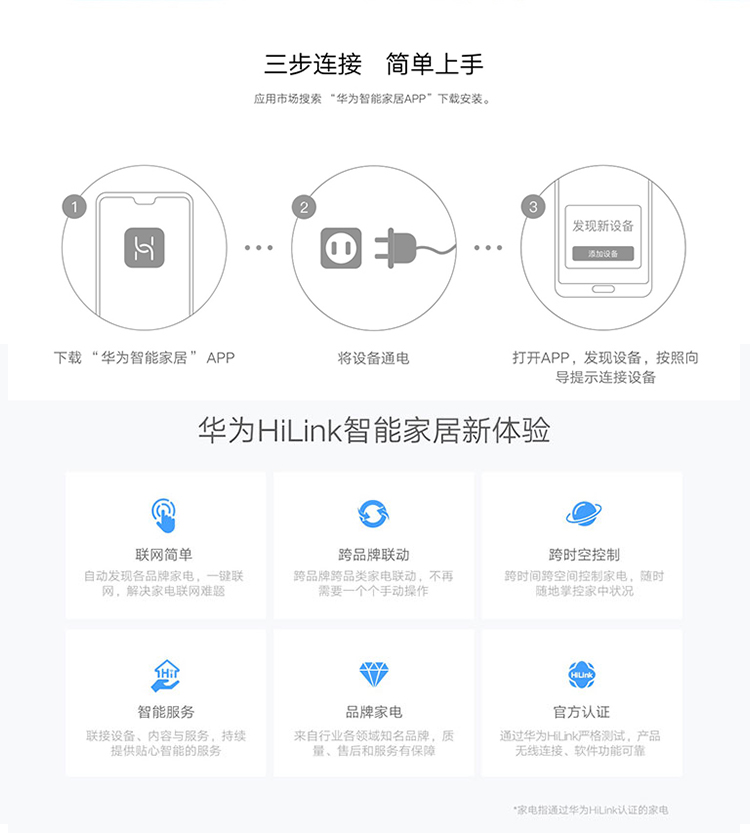 三步连接 简单上手
应用市场搜索 “华为智能家居APP”下载安装。
1
2
3
发现新设备
添加设备
下载“华为智能家居” APP
将设备通电
打开APP，发现设备，按照向
导提示连接设备
华为HiLink智能家居新体验
联网简单
自动发现各品牌家电，一键联
网，解决家电联网难题
跨品牌联动
跨品牌跨品类家电联动，不再
需要一个个手动操作
跨时空控制
跨时间跨空间控制家电，随时
随地掌控家中状况
Hi
智能服务
联接设备、内容与服务，持续
提供贴心智能的服务
品牌家电
来自行业各领域知名品牌，质
量、售后和服务有保障
HiLink
官方认证
通过华为HiLink严格测试，产品
无线连接、软件功能可靠
*家电指通过华为HiLink认证的家电